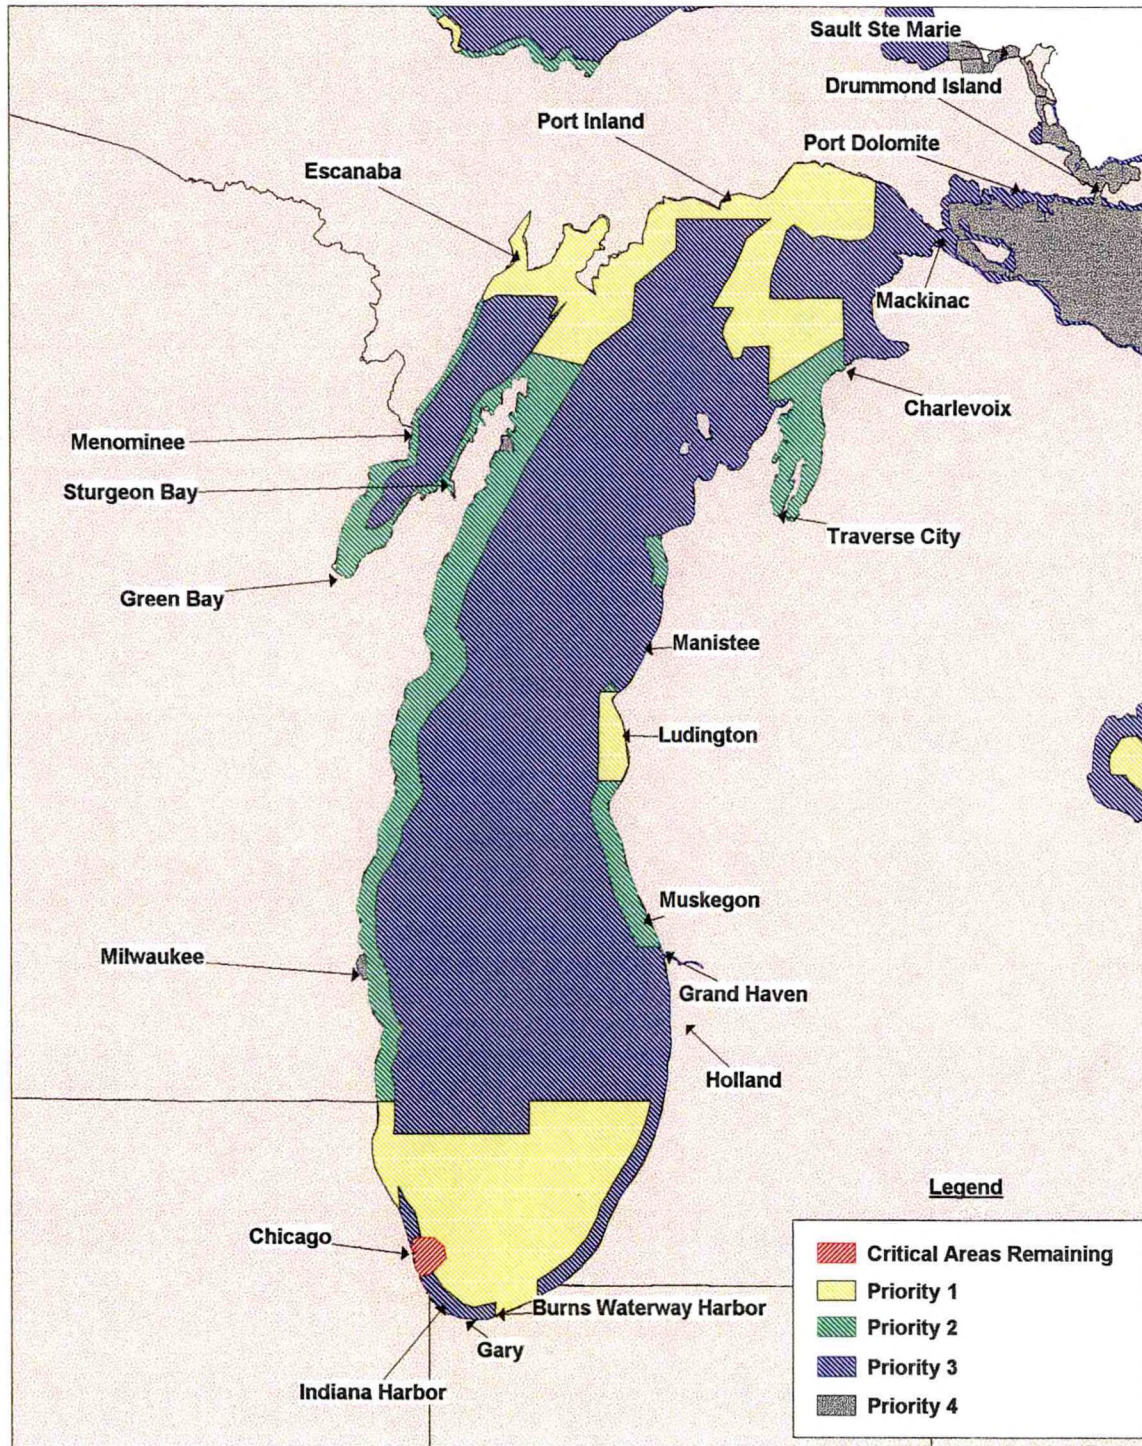 Sault Ste Marie
Drummond Island
Port Inland
Port Dolomite
Escanaba
Mackinac
Charlevoix
Menominee
Sturgeon Bay
Traverse City
Green Bay
Manistee
Ludington
Muskegon
Milwaukee
Grand Haven
Holland
Legend
Chicago
Critical Areas Remaining
Priority 1
Burns Waterway Harbor
Priority 2
Gary
Priority 3
Indiana Harbor
Priority 4